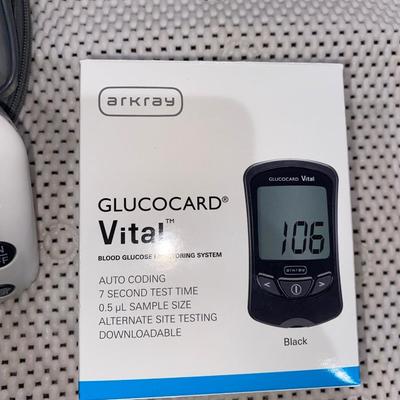 arkray
GLUCOCARD®
Vital™
BLOOD GLUCOSE MONITORING SYSTEM
AUTO CODING
7 SECOND TEST TIME
0.5 µL SAMPLE SIZE
ALTERNATE SITE TESTING
DOWNLOADABLE
GLUCOCARD Vital
106
arkray
Black